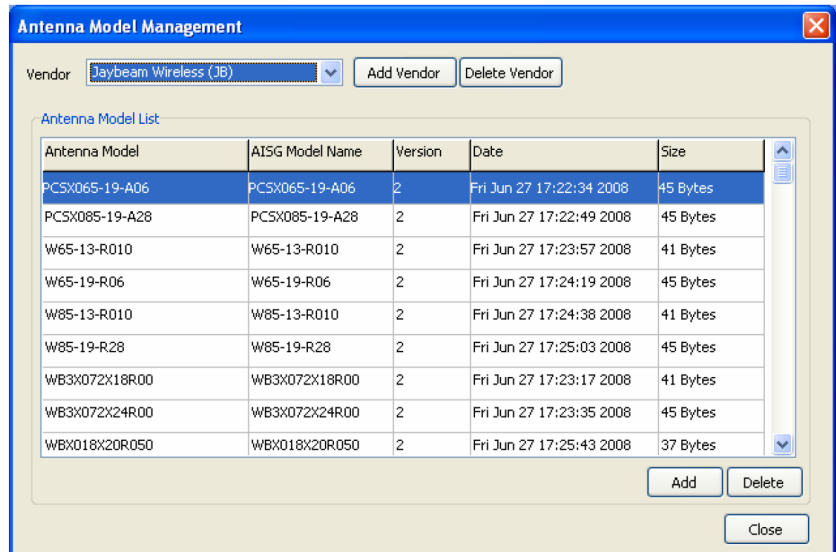 Antenna Model Management
Vendor Jaybeam Wireless (JB) Add Vendor Delete Vendor
Antenna Model List
Antenna Model AISG Model Name Version Date Size
PCSX065-19-A06 PCSX065-19-A06 2 Fri Jun 27 17:22:34 2008 45 Bytes
PCSX085-19-A28 PCSX085-19-A28 2 Fri Jun 27 17:22:49 2008 45 Bytes
W65-13-R010 W65-13-R010 2 Fri Jun 27 17:23:57 2008 41 Bytes
W65-19-R06 W65-19-R06 2 Fri Jun 27 17:24:19 2008 45 Bytes
W85-13-R010 W85-13-R010 2 Fri Jun 27 17:24:38 2008 41 Bytes
W85-19-R28 W85-19-R28 2 Fri Jun 27 17:25:03 2008 45 Bytes
WB3X072X18R00 WB3X072X18R00 2 Fri Jun 27 17:23:17 2008 41 Bytes
WB3X072X24R00 WB3X072X24R00 2 Fri Jun 27 17:23:35 2008 45 Bytes
WBX018X20R050 WBX018X20R050 2 Fri Jun 27 17:25:43 2008 37 Bytes
Add Delete
Close